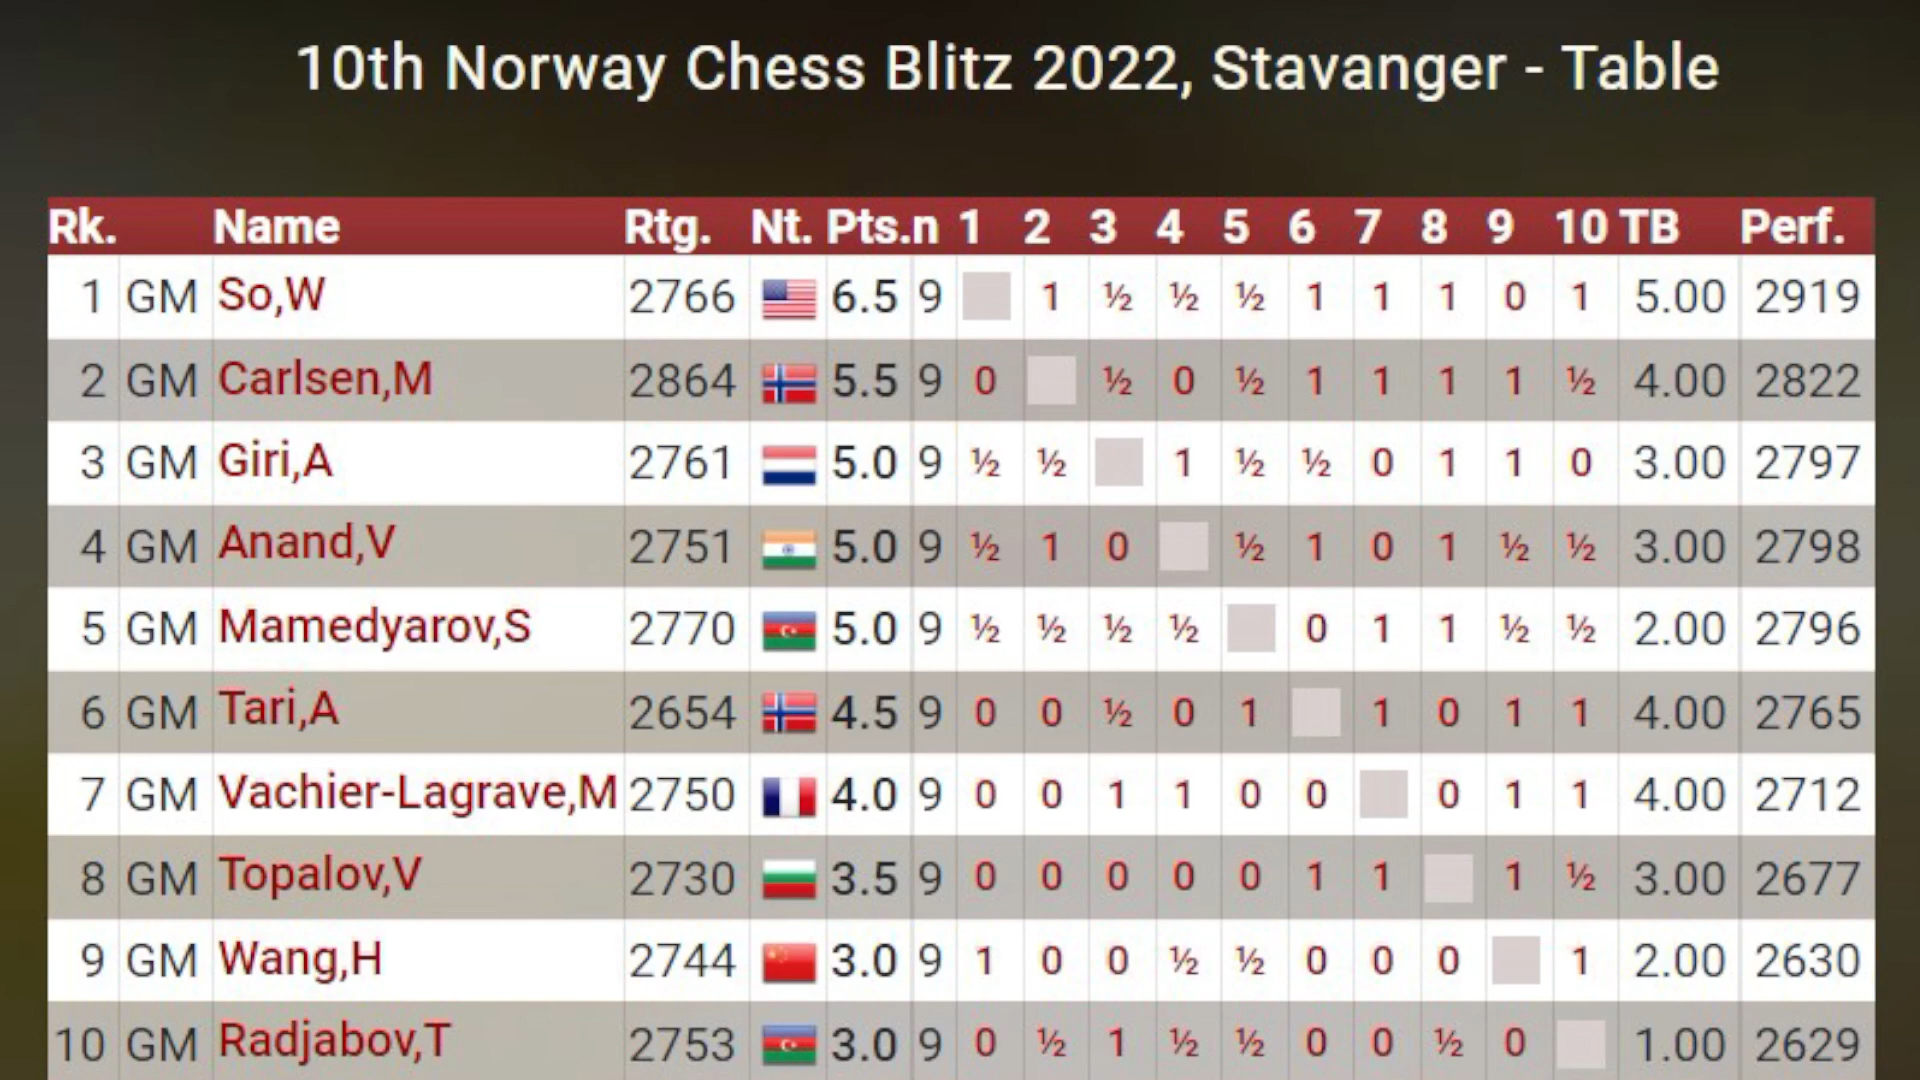 10th Norway Chess Blitz 2022, Stavanger - Table
Rk. Name Rtg. Nt. Pts. n 1 2 3 4 5 6 7 8 9 10 TB Perf.
1 GM So,W 2766 6.5 9 1 ½ ½ ½ 1 1 1 0 1 5.00 2919
2 GM Carlsen,M 2864 5.5 9 0 ½ 0 ½ 1 1 1 1 ½ 4.00 2822
3 GM Giri,A 2761 5.0 9 ½ ½ 1 ½ ½ 0 1 1 0 3.00 2797
4 GM Anand,V 2751 5.0 9 ½ 1 0 ½ 1 0 1 ½ ½ 3.00 2798
5 GM Mamedyarov,S 2770 5.0 9 ½ ½ ½ ½ 0 1 1 ½ ½ 2.00 2796
6 GM Tari,A 2654 4.5 9 0 0 ½ 0 1 1 0 1 1 4.00 2765
7 GM Vachier-Lagrave,M 2750 4.0 9 0 0 1 1 0 0 0 1 1 4.00 2712
8 GM Topalov,V 2730 3.5 9 0 0 0 0 0 1 1 1 ½ 3.00 2677
9 GM Wang,H 2744 3.0 9 1 0 0 ½ ½ 0 0 0 1 2.00 2630
10 GM Radjabov,T 2753 3.0 9 0 ½ 1 ½ ½ 0 0 ½ 0 1.00 2629